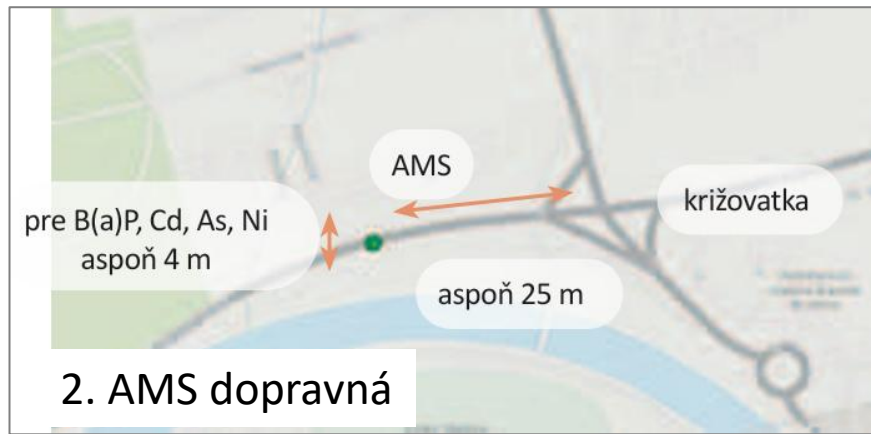 AMS
pre B(a)P, Cd, As, Ni
aspoň 4 m
križovatka
aspoň 25 m
2. AMS dopravná